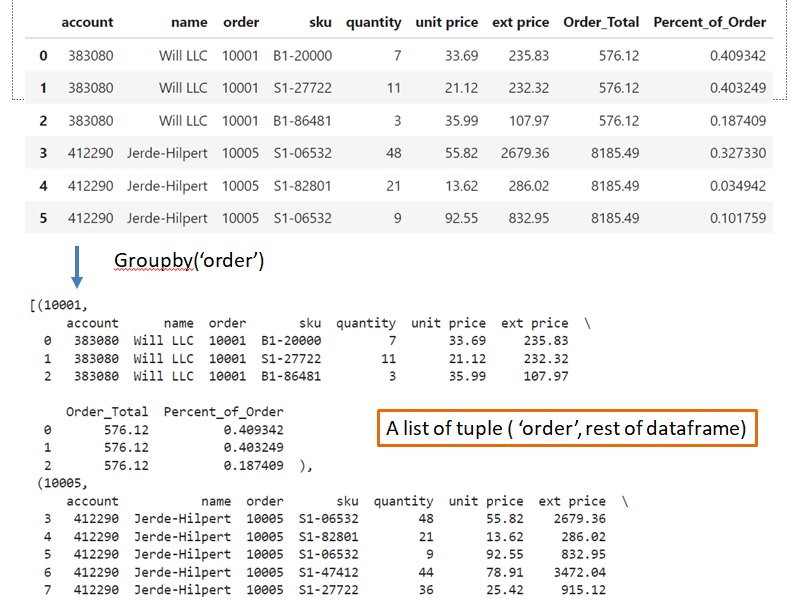 account name order sku quantity unit price ext price Order_Total Percent_of_Order
0 383080 Will LLC 10001 B1-20000 7 33.69 235.83 576.12 0.409342
1 383080 Will LLC 10001 S1-27722 11 21.12 232.32 576.12 0.403249
2 383080 Will LLC 10001 B1-86481 3 35.99 107.97 576.12 0.187409
3 412290 Jerde-Hilpert 10005 S1-06532 48 55.82 2679.36 8185.49 0.327330
4 412290 Jerde-Hilpert 10005 S1-82801 21 13.62 286.02 8185.49 0.034942
5 412290 Jerde-Hilpert 10005 S1-06532 9 92.55 832.95 8185.49 0.101759
Groupby(‘order’)
[(10001,
account name order sku quantity unit price ext price \
0 383080 Will LLC 10001 B1-20000 7 33.69 235.83
1 383080 Will LLC 10001 S1-27722 11 21.12 232.32
2 383080 Will LLC 10001 B1-86481 3 35.99 107.97
Order_Total Percent_of_Order
0 576.12 0.409342
1 576.12 0.403249
2 576.12 0.187409 ),
A list of tuple ( ‘order’, rest of dataframe)
(10005,
account name order sku quantity unit price ext price \
3 412290 Jerde-Hilpert 10005 S1-06532 48 55.82 2679.36
4 412290 Jerde-Hilpert 10005 S1-82801 21 13.62 286.02
5 412290 Jerde-Hilpert 10005 S1-06532 9 92.55 832.95
6 412290 Jerde-Hilpert 10005 S1-47412 44 78.91 3472.04
7 412290 Jerde-Hilpert 10005 S1-27722 36 25.42 915.12